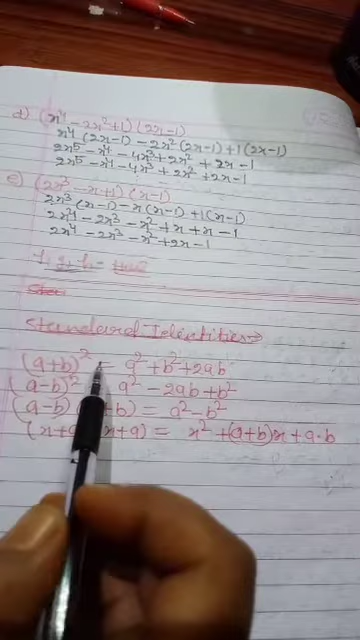 d) (x⁴ - 2x² + 1) (2x - 1)
x⁴ (2x - 1) - 2x² (2x - 1) + 1 (2x - 1)
2x⁵ - x⁴ - 4x³ + 2x² + 2x - 1
2x⁵ - x⁴ - 4x³ + 2x² + 2x - 1
e) (2x³ - x + 1) (x - 1)
2x³ (x - 1) - x (x - 1) + 1 (x - 1)
2x⁴ - 2x³ - x² + x + x - 1
2x⁴ - 2x³ - x² + 2x - 1
Standard Identities →
(a + b)² = a² + b² + 2ab
(a - b)² a² - 2ab + b²
(a - b) + b) = a² - b²
(x + x + a) = x² + (a + b)x + a · b